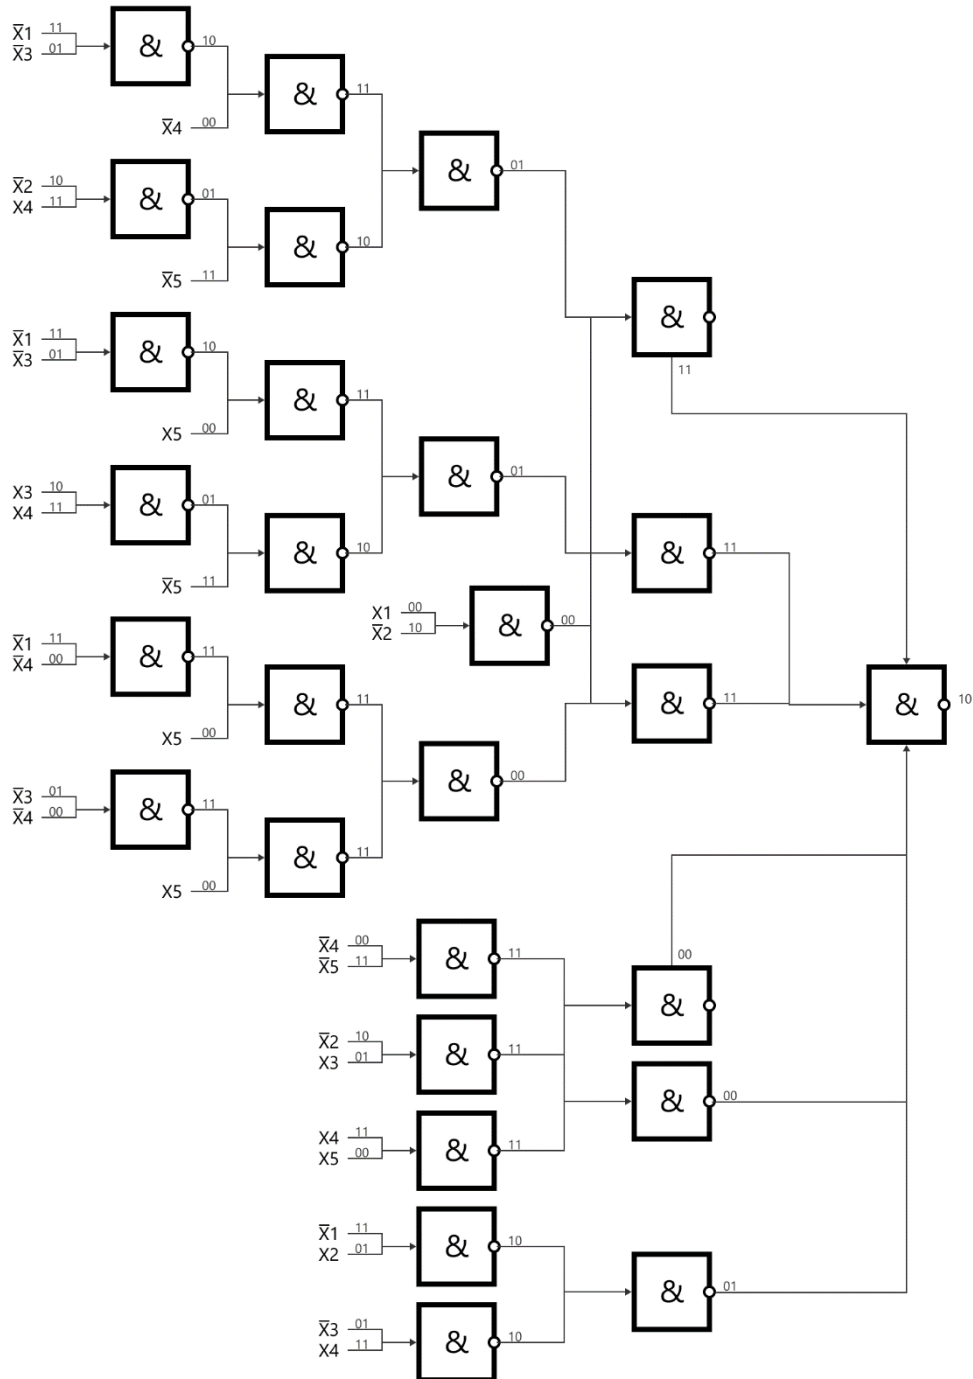 X̅1 11
X̅3 01
& 10
& 11
X̅4 00
& 01
X̅2 10
X4 11
& 01
& 10
X̅5 11
& 11
X̅1 11
X̅3 01
& 10
& 11
X5 00
& 01
X3 10
X4 11
& 01
& 11
& 10
X̅5 11
X1 00
X̅2 10
& 00
X̅1 11
X̅4 00
& 11
& 11
& 11
& 10
X5 00
& 00
X̅3 01
X̅4 00
& 11
& 11
X5 00
X̅4 00
X̅5 11
& 11
00
&
X̅2 10
X3 01
& 11
& 00
X4 11
X5 00
& 11
X̅1 11
X2 01
& 10
& 01
X̅3 01
X4 11
& 10